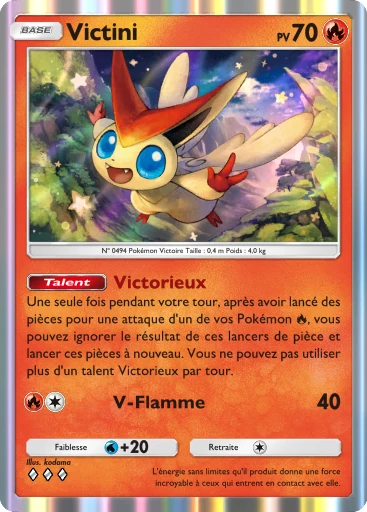 BASE Victini PV 70
N° 0494 Pokémon Victoire Taille : 0,4 m Poids : 4,0 kg
Talent Victorieux
Une seule fois pendant votre tour, après avoir lancé des
pièces pour une attaque d'un de vos Pokémon , vous
pouvez ignorer le résultat de ces lancers de pièce et
lancer ces pièces à nouveau. Vous ne pouvez pas utiliser
plus d'un talent Victorieux par tour.
V-Flamme 40
Faiblesse +20 Retraite
Illus. kodama
L'énergie sans limites qu'il produit donne une force
incroyable à ceux qui entrent en contact avec elle.